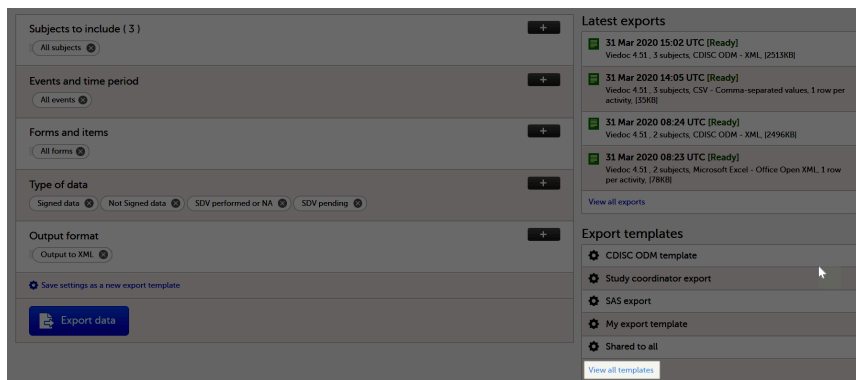 Subjects to include ( 3 )
All subjects
Events and time period
All events
Forms and items
All forms
Type of data
Signed data Not Signed data SDV performed or NA SDV pending
Output format
Output to XML
Save settings as a new export template
Export data
Latest exports
31 Mar 2020 15:02 UTC [Ready]
Viedoc 4.51 , 3 subjects, CDISC ODM - XML, [2513KB]
31 Mar 2020 14:05 UTC [Ready]
Viedoc 4.51 , 3 subjects, CSV - Comma-separated values, 1 row per
activity, [35KB]
31 Mar 2020 08:24 UTC [Ready]
Viedoc 4.51 , 2 subjects, CDISC ODM - XML, [2496KB]
31 Mar 2020 08:23 UTC [Ready]
Viedoc 4.51 , 2 subjects, Microsoft Excel - Office Open XML, 1 row
per activity, [78KB]
View all exports
Export templates
CDISC ODM template
Study coordinator export
SAS export
My export template
Shared to all
View all templates